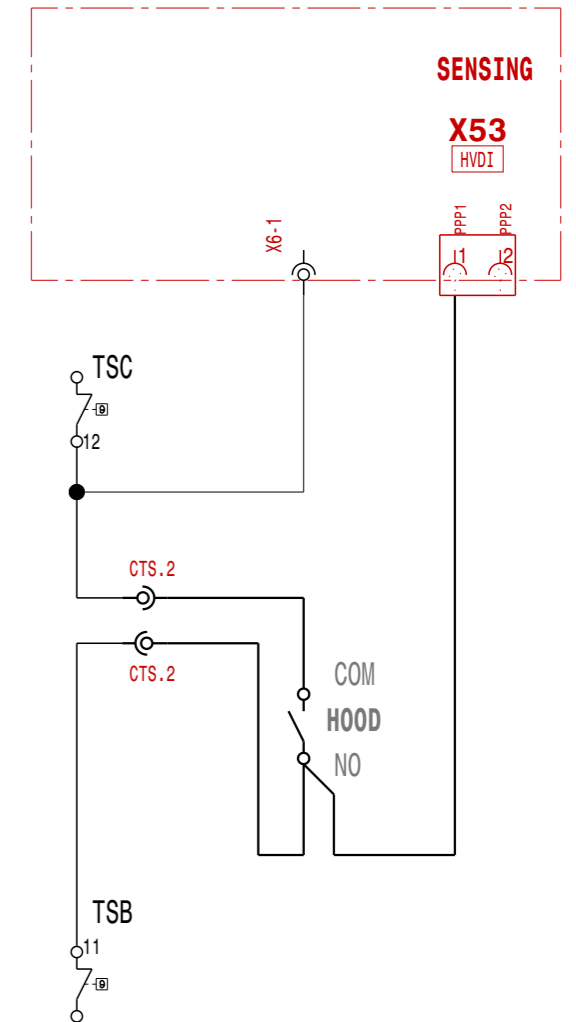 SENSING
X53
HVDI
X6-1
PPP1
PPP2
1
2
TSC
9
12
CTS.2
CTS.2
COM
HOOD
NO
TSB
11
9